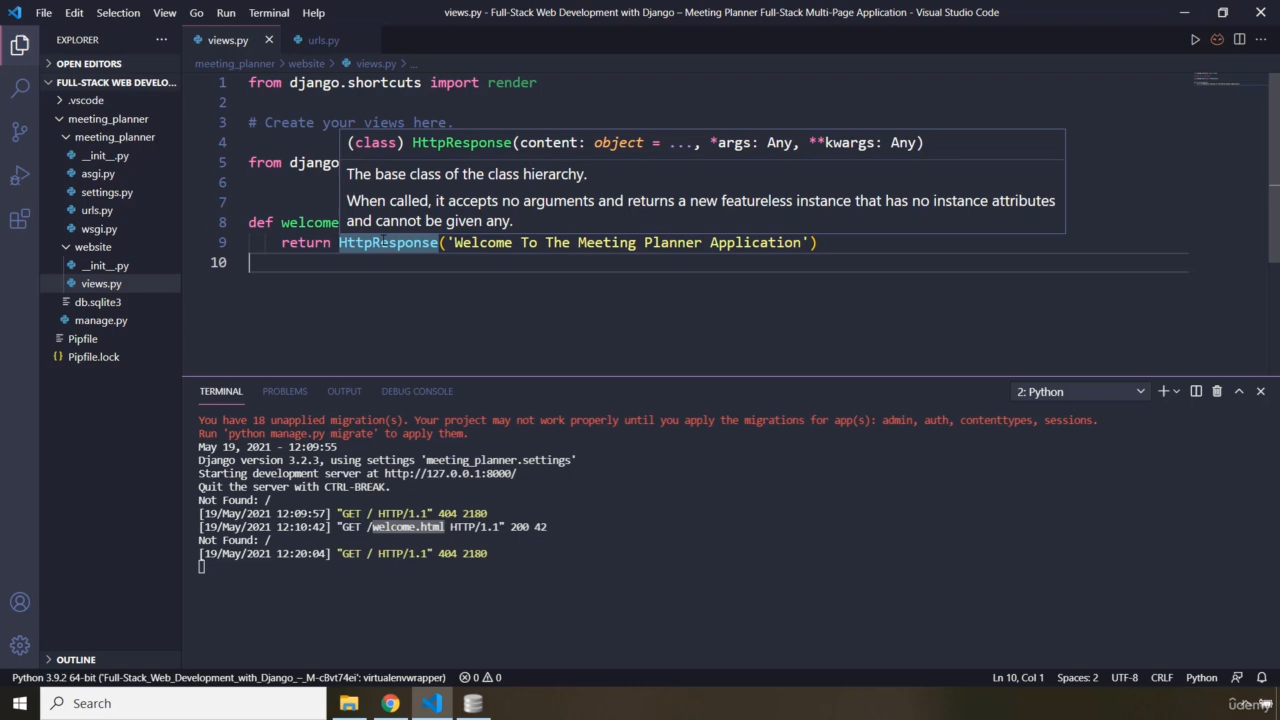 File Edit Selection View Go Run Terminal Help
views.py - Full-Stack Web Development with Django – Meeting Planner Full-Stack Multi-Page Application - Visual Studio Code
EXPLORER
views.py
urls.py
OPEN EDITORS
FULL-STACK WEB DEVELO...
.vscode
meeting_planner
meeting_planner
__init__.py
asgi.py
settings.py
urls.py
wsgi.py
website
__init__.py
views.py
db.sqlite3
manage.py
Pipfile
Pipfile.lock
OUTLINE
meeting_planner > website > views.py > ...
1 from django.shortcuts import render
2
3 # Create your views here.
4
(class) HttpResponse(content: object = ..., *args: Any, **kwargs: Any)
5 from django
The base class of the class hierarchy.
6
7
When called, it accepts no arguments and returns a new featureless instance that has no instance attributes
and cannot be given any.
8 def welcome
9 return HttpResponse('Welcome To The Meeting Planner Application')
10
TERMINAL PROBLEMS OUTPUT DEBUG CONSOLE
2: Python
You have 18 unapplied migration(s). Your project may not work properly until you apply the migrations for app(s): admin, auth, contenttypes, sessions.
Run 'python manage.py migrate' to apply them.
May 19, 2021 - 12:09:55
Django version 3.2.3, using settings 'meeting_planner.settings'
Starting development server at http://127.0.0.1:8000/
Quit the server with CTRL-BREAK.
Not Found: /
[19/May/2021 12:09:57] "GET / HTTP/1.1" 404 2180
[19/May/2021 12:10:42] "GET /welcome.html HTTP/1.1" 200 42
Not Found: /
[19/May/2021 12:20:04] "GET / HTTP/1.1" 404 2180
Python 3.9.2 64-bit ('Full-Stack_Web_Development_with_Django_–_M-cBvt74ei': virtualenvwrapper)
0 0
Ln 10, Col 1 Spaces: 2 UTF-8 CRLF Python
Search
udemy